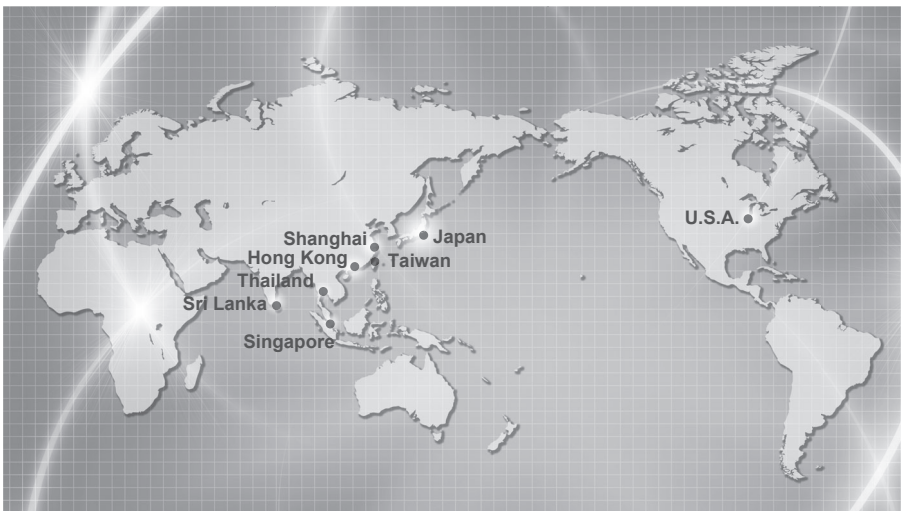 U.S.A.
Shanghai
Japan
Hong Kong
Taiwan
Thailand
Sri Lanka
Singapore